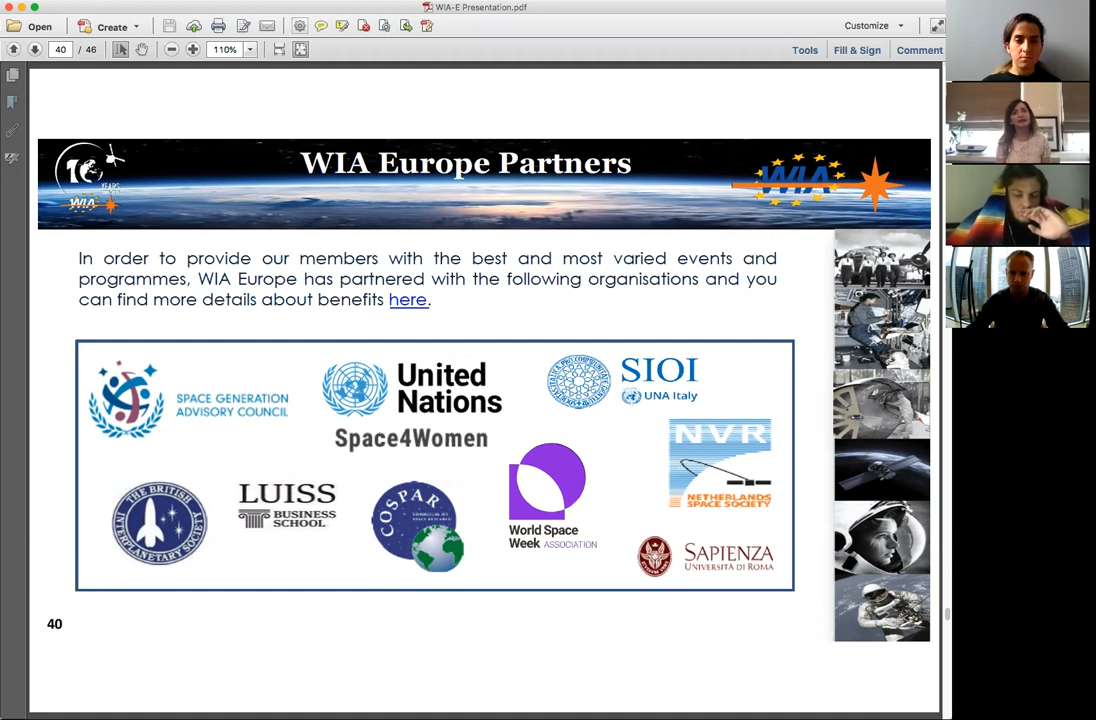 WIA-E Presentation.pdf
Open
Create
Customize
40 / 46
110%
Tools
Fill & Sign
Comment
10
YEARS
WIA
WIA Europe Partners
WIA
In order to provide our members with the best and most varied events and
programmes, WIA Europe has partnered with the following organisations and you
can find more details about benefits here.
SPACE GENERATION
ADVISORY COUNCIL
United
Nations
Space4Women
SIOI
UNA Italy
NVR
NETHERLANDS
SPACE SOCIETY
THE BRITISH
INTERPLANETARY SOCIETY
LUISS
BUSINESS
SCHOOL
COSPAR
World Space
Week ASSOCIATION
SAPIENZA
UNIVERSITÀ DI ROMA
40